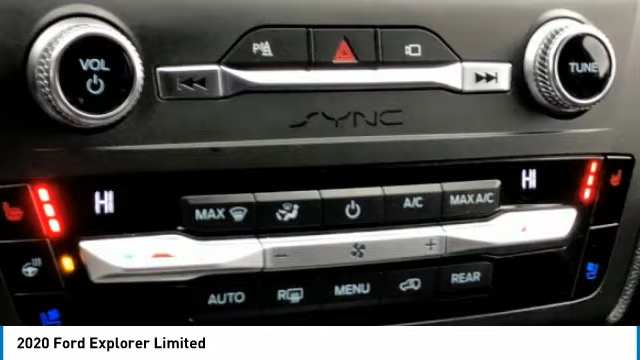 VOL
TUNE
SYNC
HI
HI
MAX
A/C
MAX A/C
AUTO
R
MENU
REAR
2020 Ford Explorer Limited